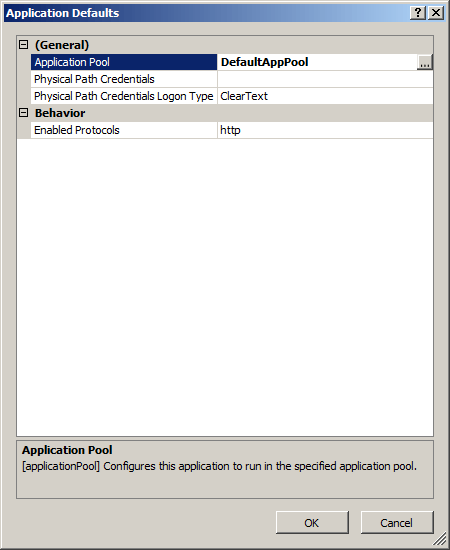 Application Defaults
(General)
Application Pool DefaultAppPool ...
Physical Path Credentials
Physical Path Credentials Logon Type ClearText
Behavior
Enabled Protocols http
Application Pool
[applicationPool] Configures this application to run in the specified application pool.
OK Cancel